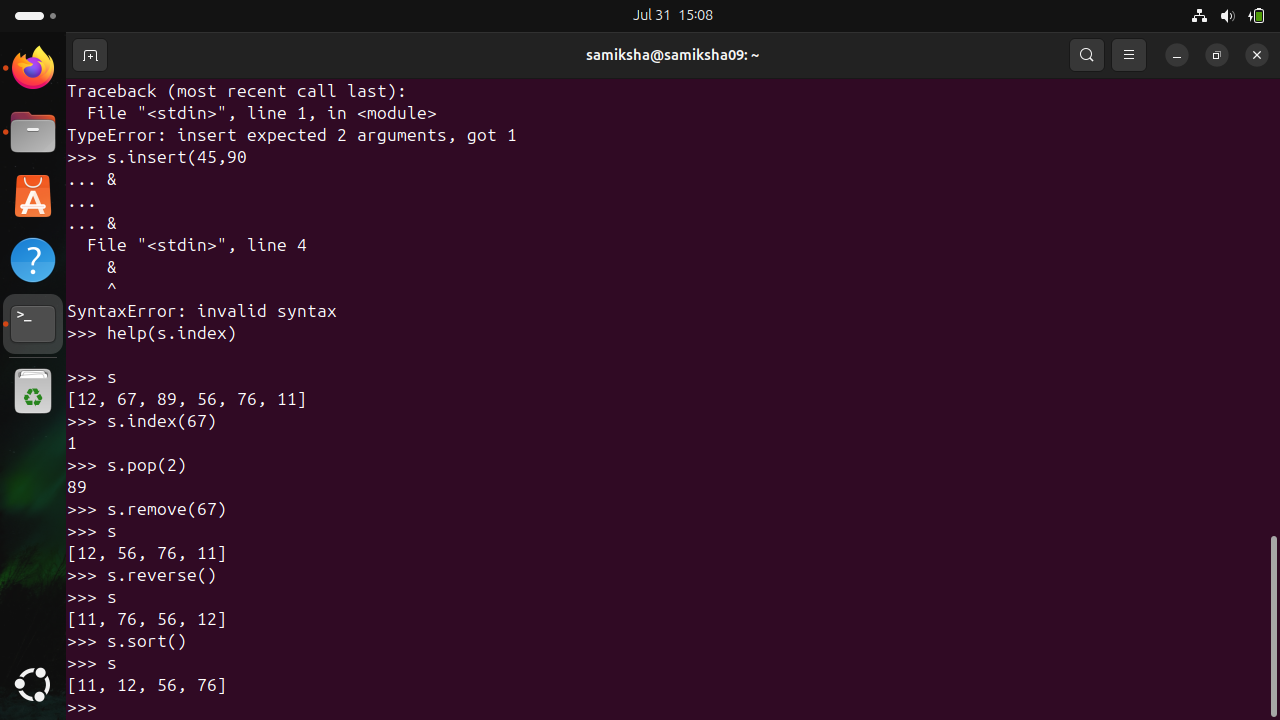 Jul 31 15:08
samiksha@samiksha09: ~
Traceback (most recent call last):
  File "<stdin>", line 1, in <module>
TypeError: insert expected 2 arguments, got 1
>>> s.insert(45,90
... &
...
... &
  File "<stdin>", line 4
    &
    ^
SyntaxError: invalid syntax
>>> help(s.index)

>>> s
[12, 67, 89, 56, 76, 11]
>>> s.index(67)
1
>>> s.pop(2)
89
>>> s.remove(67)
>>> s
[12, 56, 76, 11]
>>> s.reverse()
>>> s
[11, 76, 56, 12]
>>> s.sort()
>>> s
[11, 12, 56, 76]
>>>